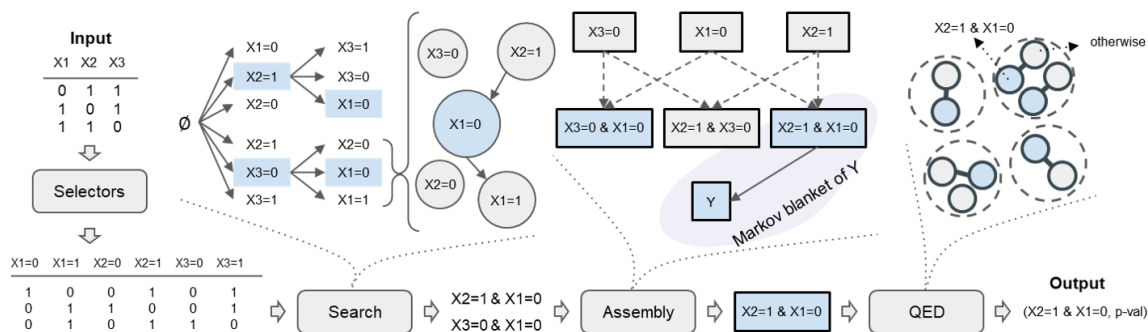 Input
X1 X2 X3
0 1 1
1 0 1
1 1 0
Selectors
X1=0 X1=1 X2=0 X2=1 X3=0 X3=1
1 0 0 1 0 1
0 1 1 0 0 1
0 1 0 1 1 0
Ø
X1=0
X2=1
X2=0
X2=1
X3=0
X3=1
X3=1
X3=0
X1=0
X2=0
X1=0
X1=1
X3=0
X2=1
X1=0
X2=0
X1=1
Search
X2=1 & X1=0
X3=0 & X1=0
X3=0
X1=0
X2=1
X3=0 & X1=0
X2=1 & X3=0
X2=1 & X1=0
Y
Markov blanket of Y
Assembly
X2=1 & X1=0
X2=1 & X1=0
otherwise
QED
Output
(X2=1 & X1=0, p-val)